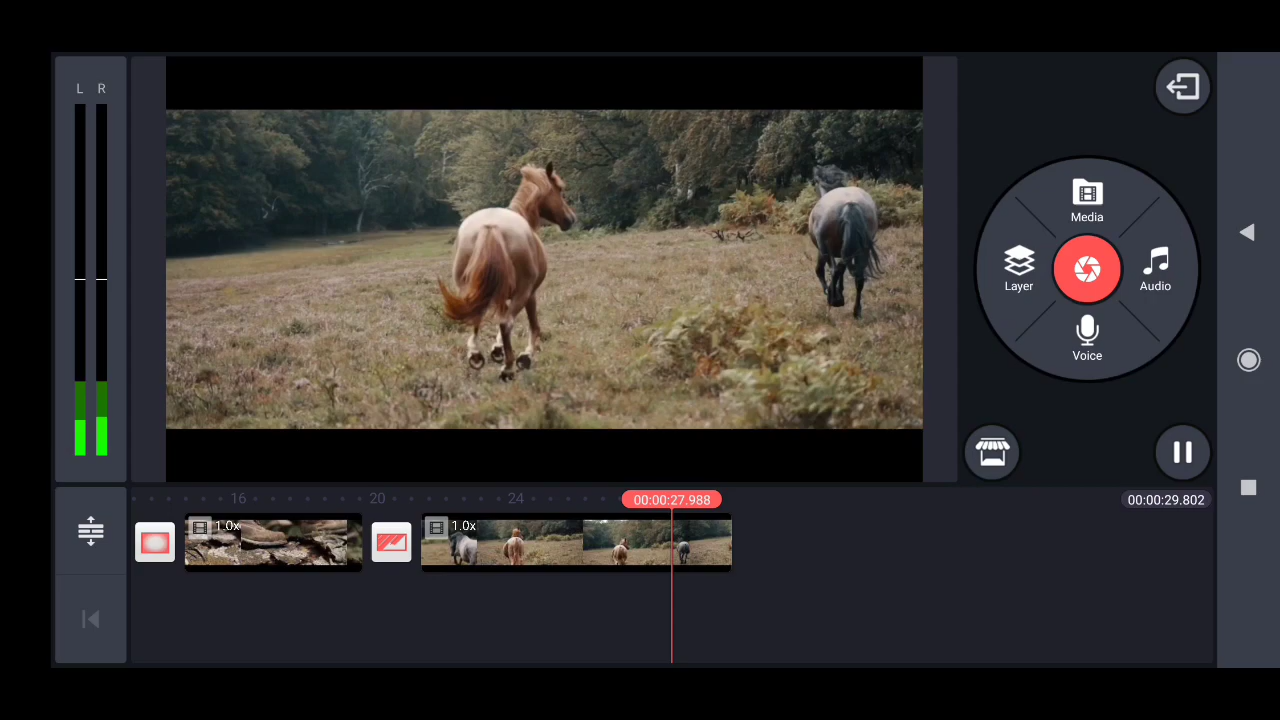 L R
Media
Layer
Audio
Voice
16 20 24 00:00:27.988 00:00:29.802
1.0x 1.0x